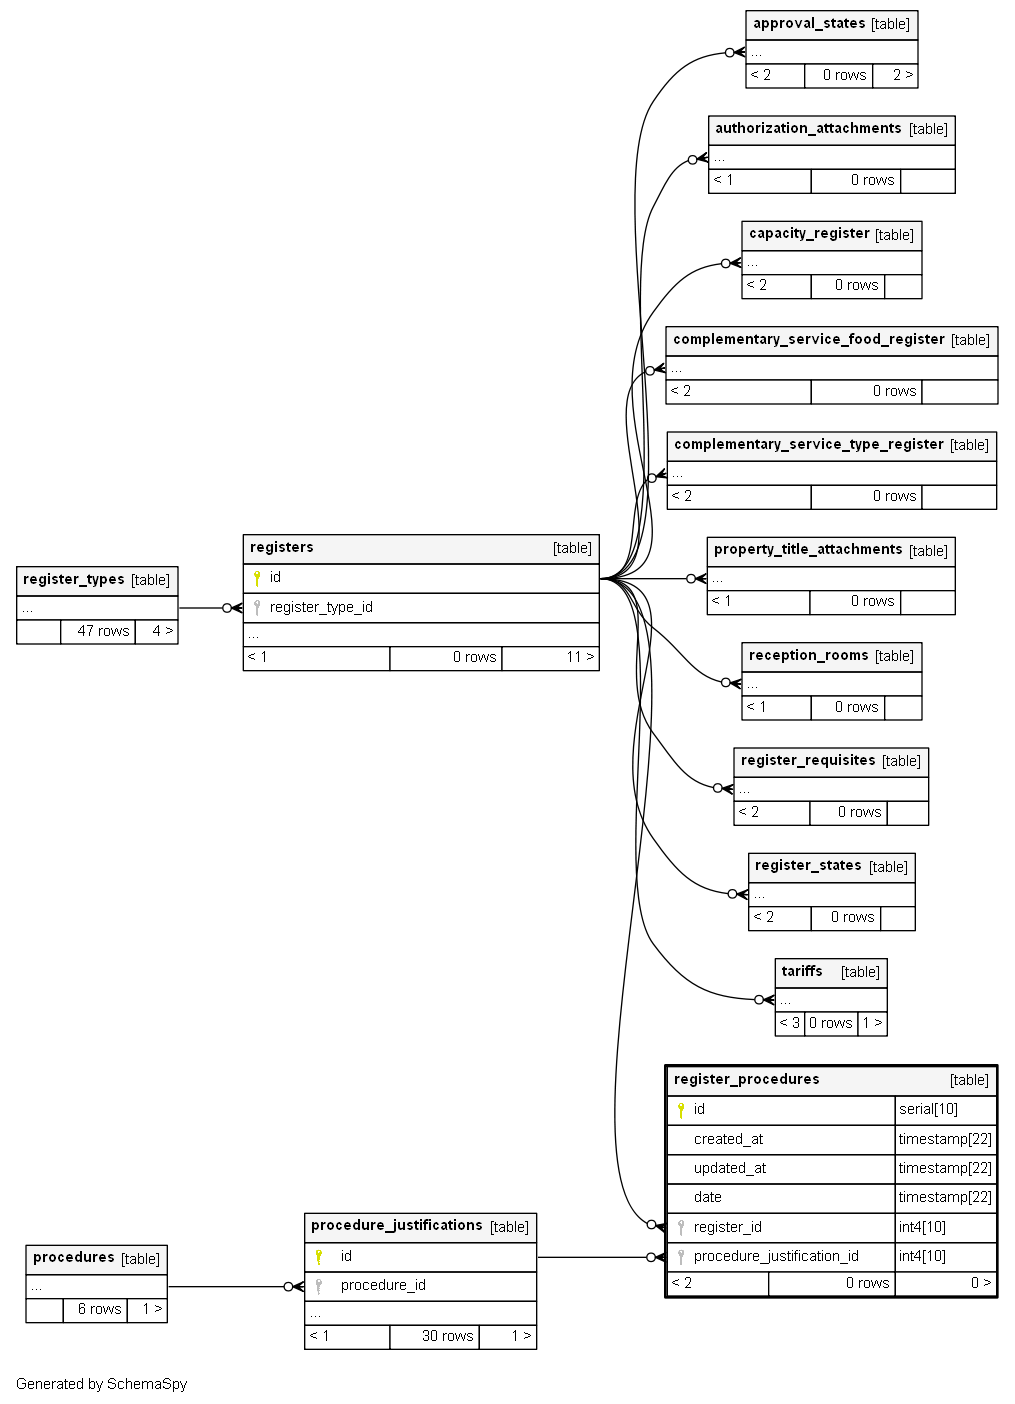 approval_states [table]
...
< 2 0 rows 2 >
authorization_attachments [table]
...
< 1 0 rows
capacity_register [table]
...
< 2 0 rows
complementary_service_food_register [table]
...
< 2 0 rows
complementary_service_type_register [table]
...
< 2 0 rows
property_title_attachments [table]
...
< 1 0 rows
reception_rooms [table]
...
< 1 0 rows
register_requisites [table]
...
< 2 0 rows
register_states [table]
...
< 2 0 rows
tariffs [table]
...
< 3 0 rows 1 >
register_types [table]
...
47 rows 4 >
registers [table]
id
register_type_id
...
< 1 0 rows 11 >
register_procedures [table]
id serial[10]
created_at timestamp[22]
updated_at timestamp[22]
date timestamp[22]
register_id int4[10]
procedure_justification_id int4[10]
< 2 0 rows 0 >
procedures [table]
...
6 rows 1 >
procedure_justifications [table]
id
procedure_id
...
< 1 30 rows 1 >
Generated by SchemaSpy